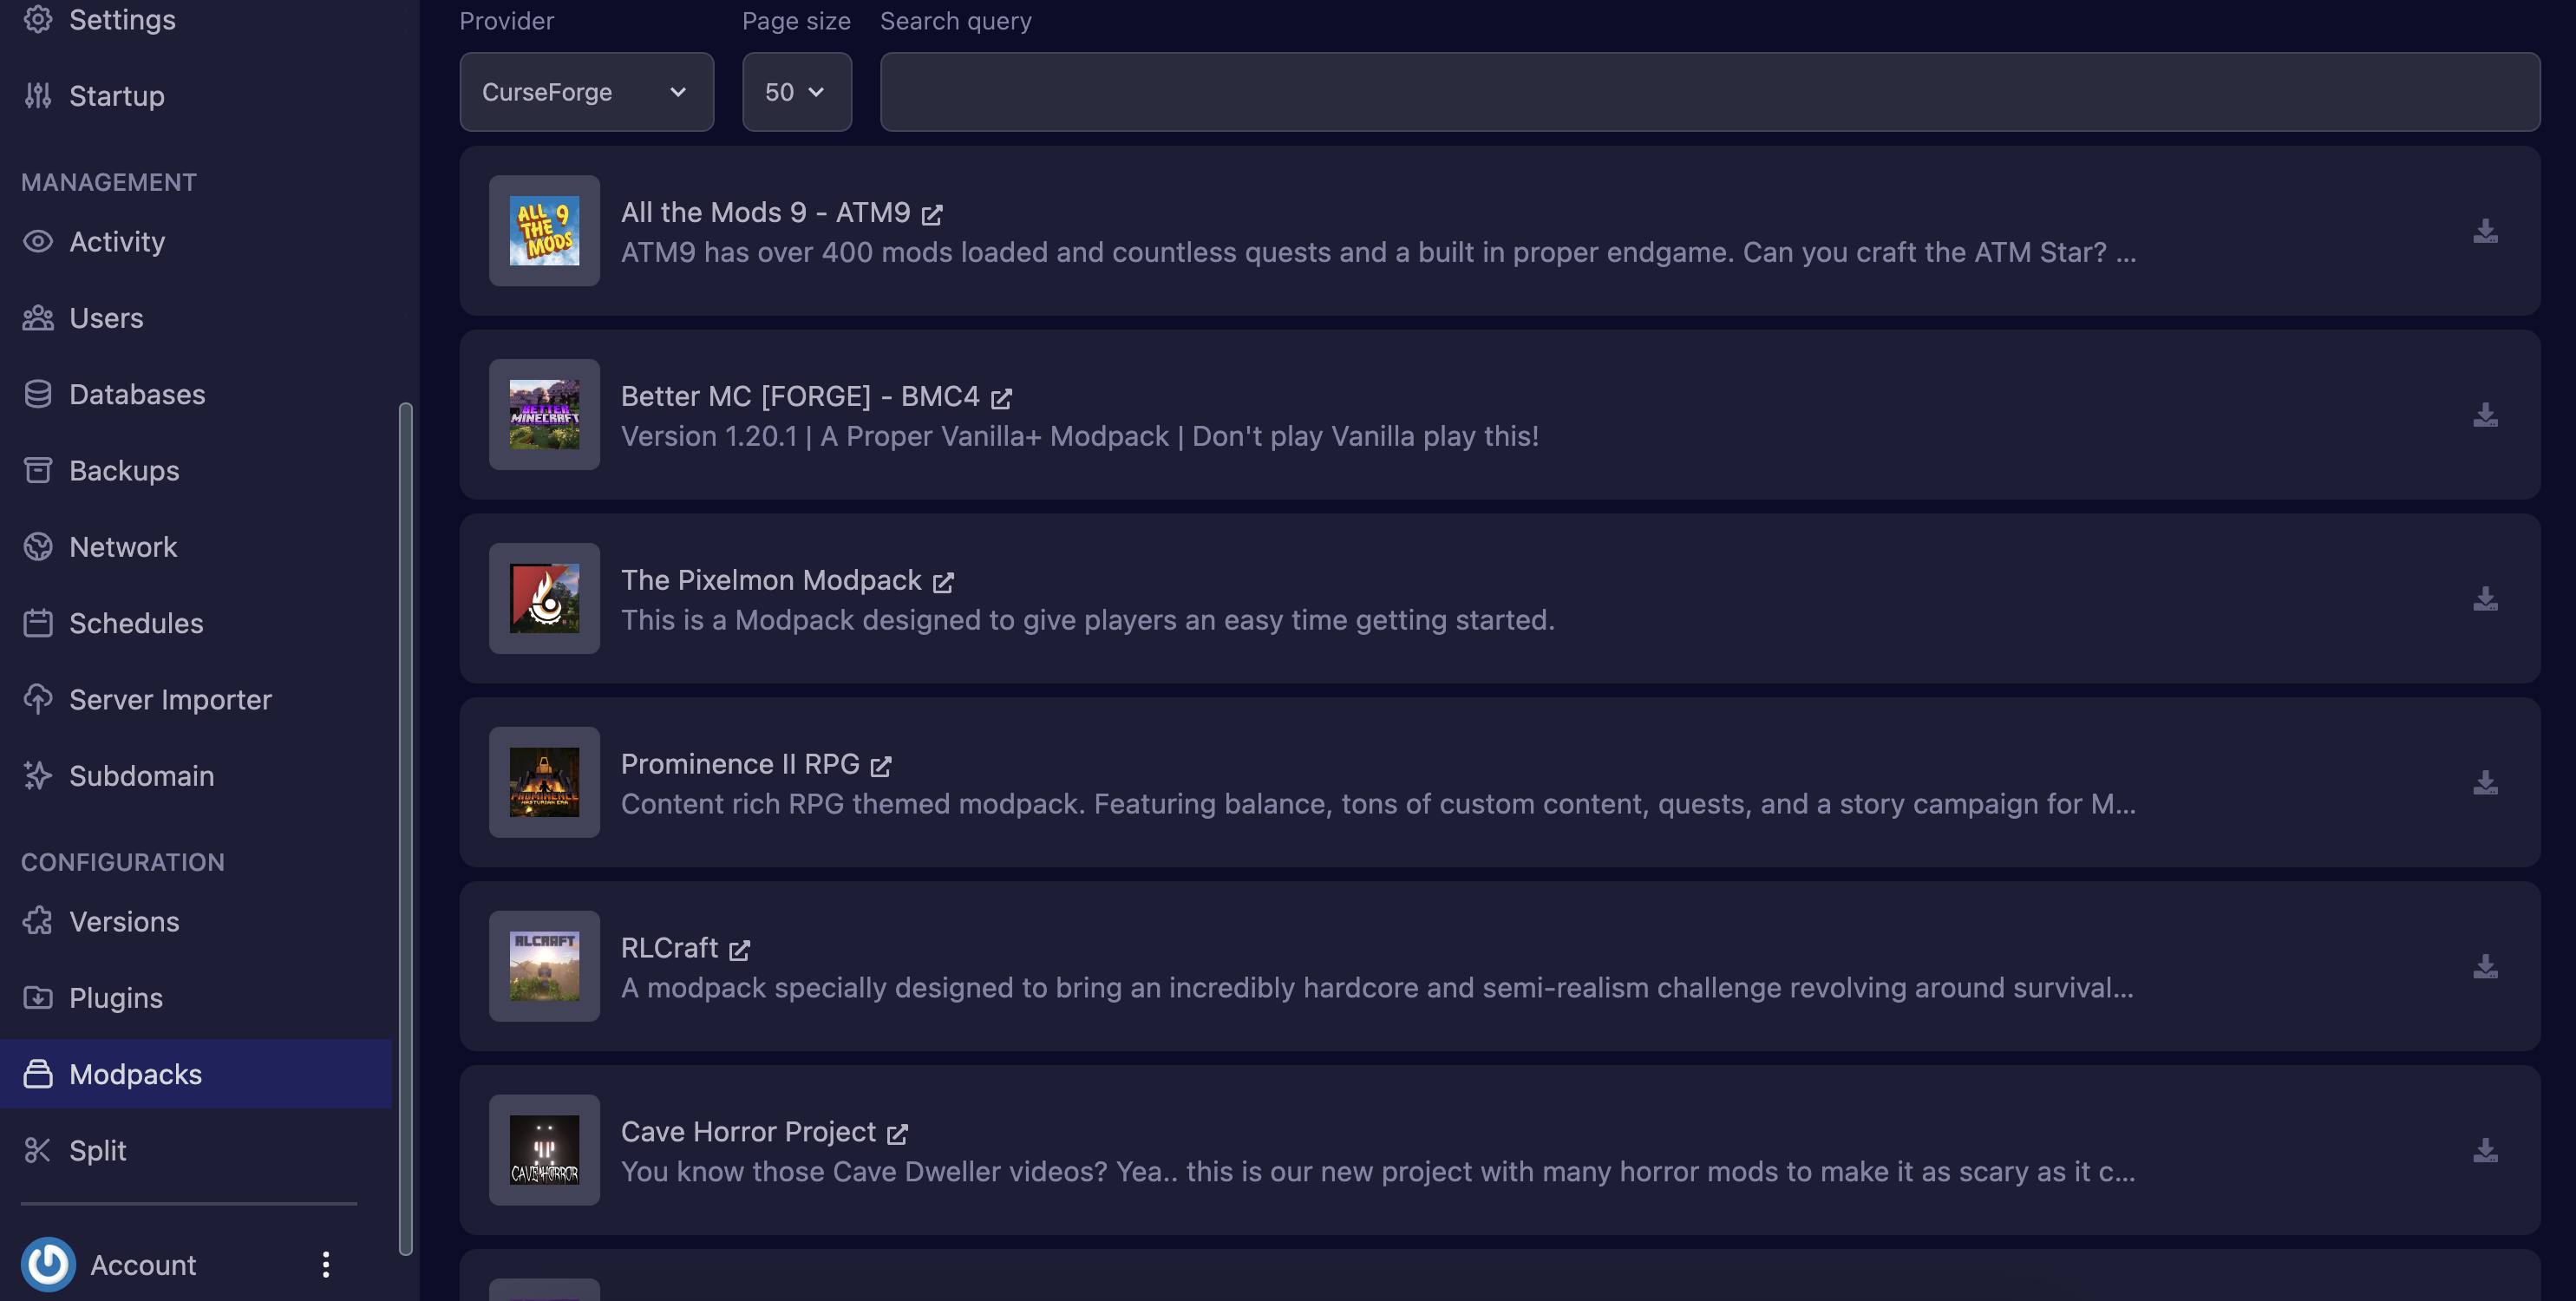 Settings
Startup
MANAGEMENT
Activity
Users
Databases
Backups
Network
Schedules
Server Importer
Subdomain
CONFIGURATION
Versions
Plugins
Modpacks
Split
Account
Provider
Page size
Search query
CurseForge
50
ALL THE MODS 9
All the Mods 9 - ATM9
ATM9 has over 400 mods loaded and countless quests and a built in proper endgame. Can you craft the ATM Star? ...
BETTER MINECRAFT
Better MC [FORGE] - BMC4
Version 1.20.1 | A Proper Vanilla+ Modpack | Don't play Vanilla play this!
The Pixelmon Modpack
This is a Modpack designed to give players an easy time getting started.
PROMINENCE
HASTURIAN ERA
Prominence II RPG
Content rich RPG themed modpack. Featuring balance, tons of custom content, quests, and a story campaign for M...
RLCRAFT
RLCraft
A modpack specially designed to bring an incredibly hardcore and semi-realism challenge revolving around survival...
CAVE HORROR
Cave Horror Project
You know those Cave Dweller videos? Yea.. this is our new project with many horror mods to make it as scary as it c...